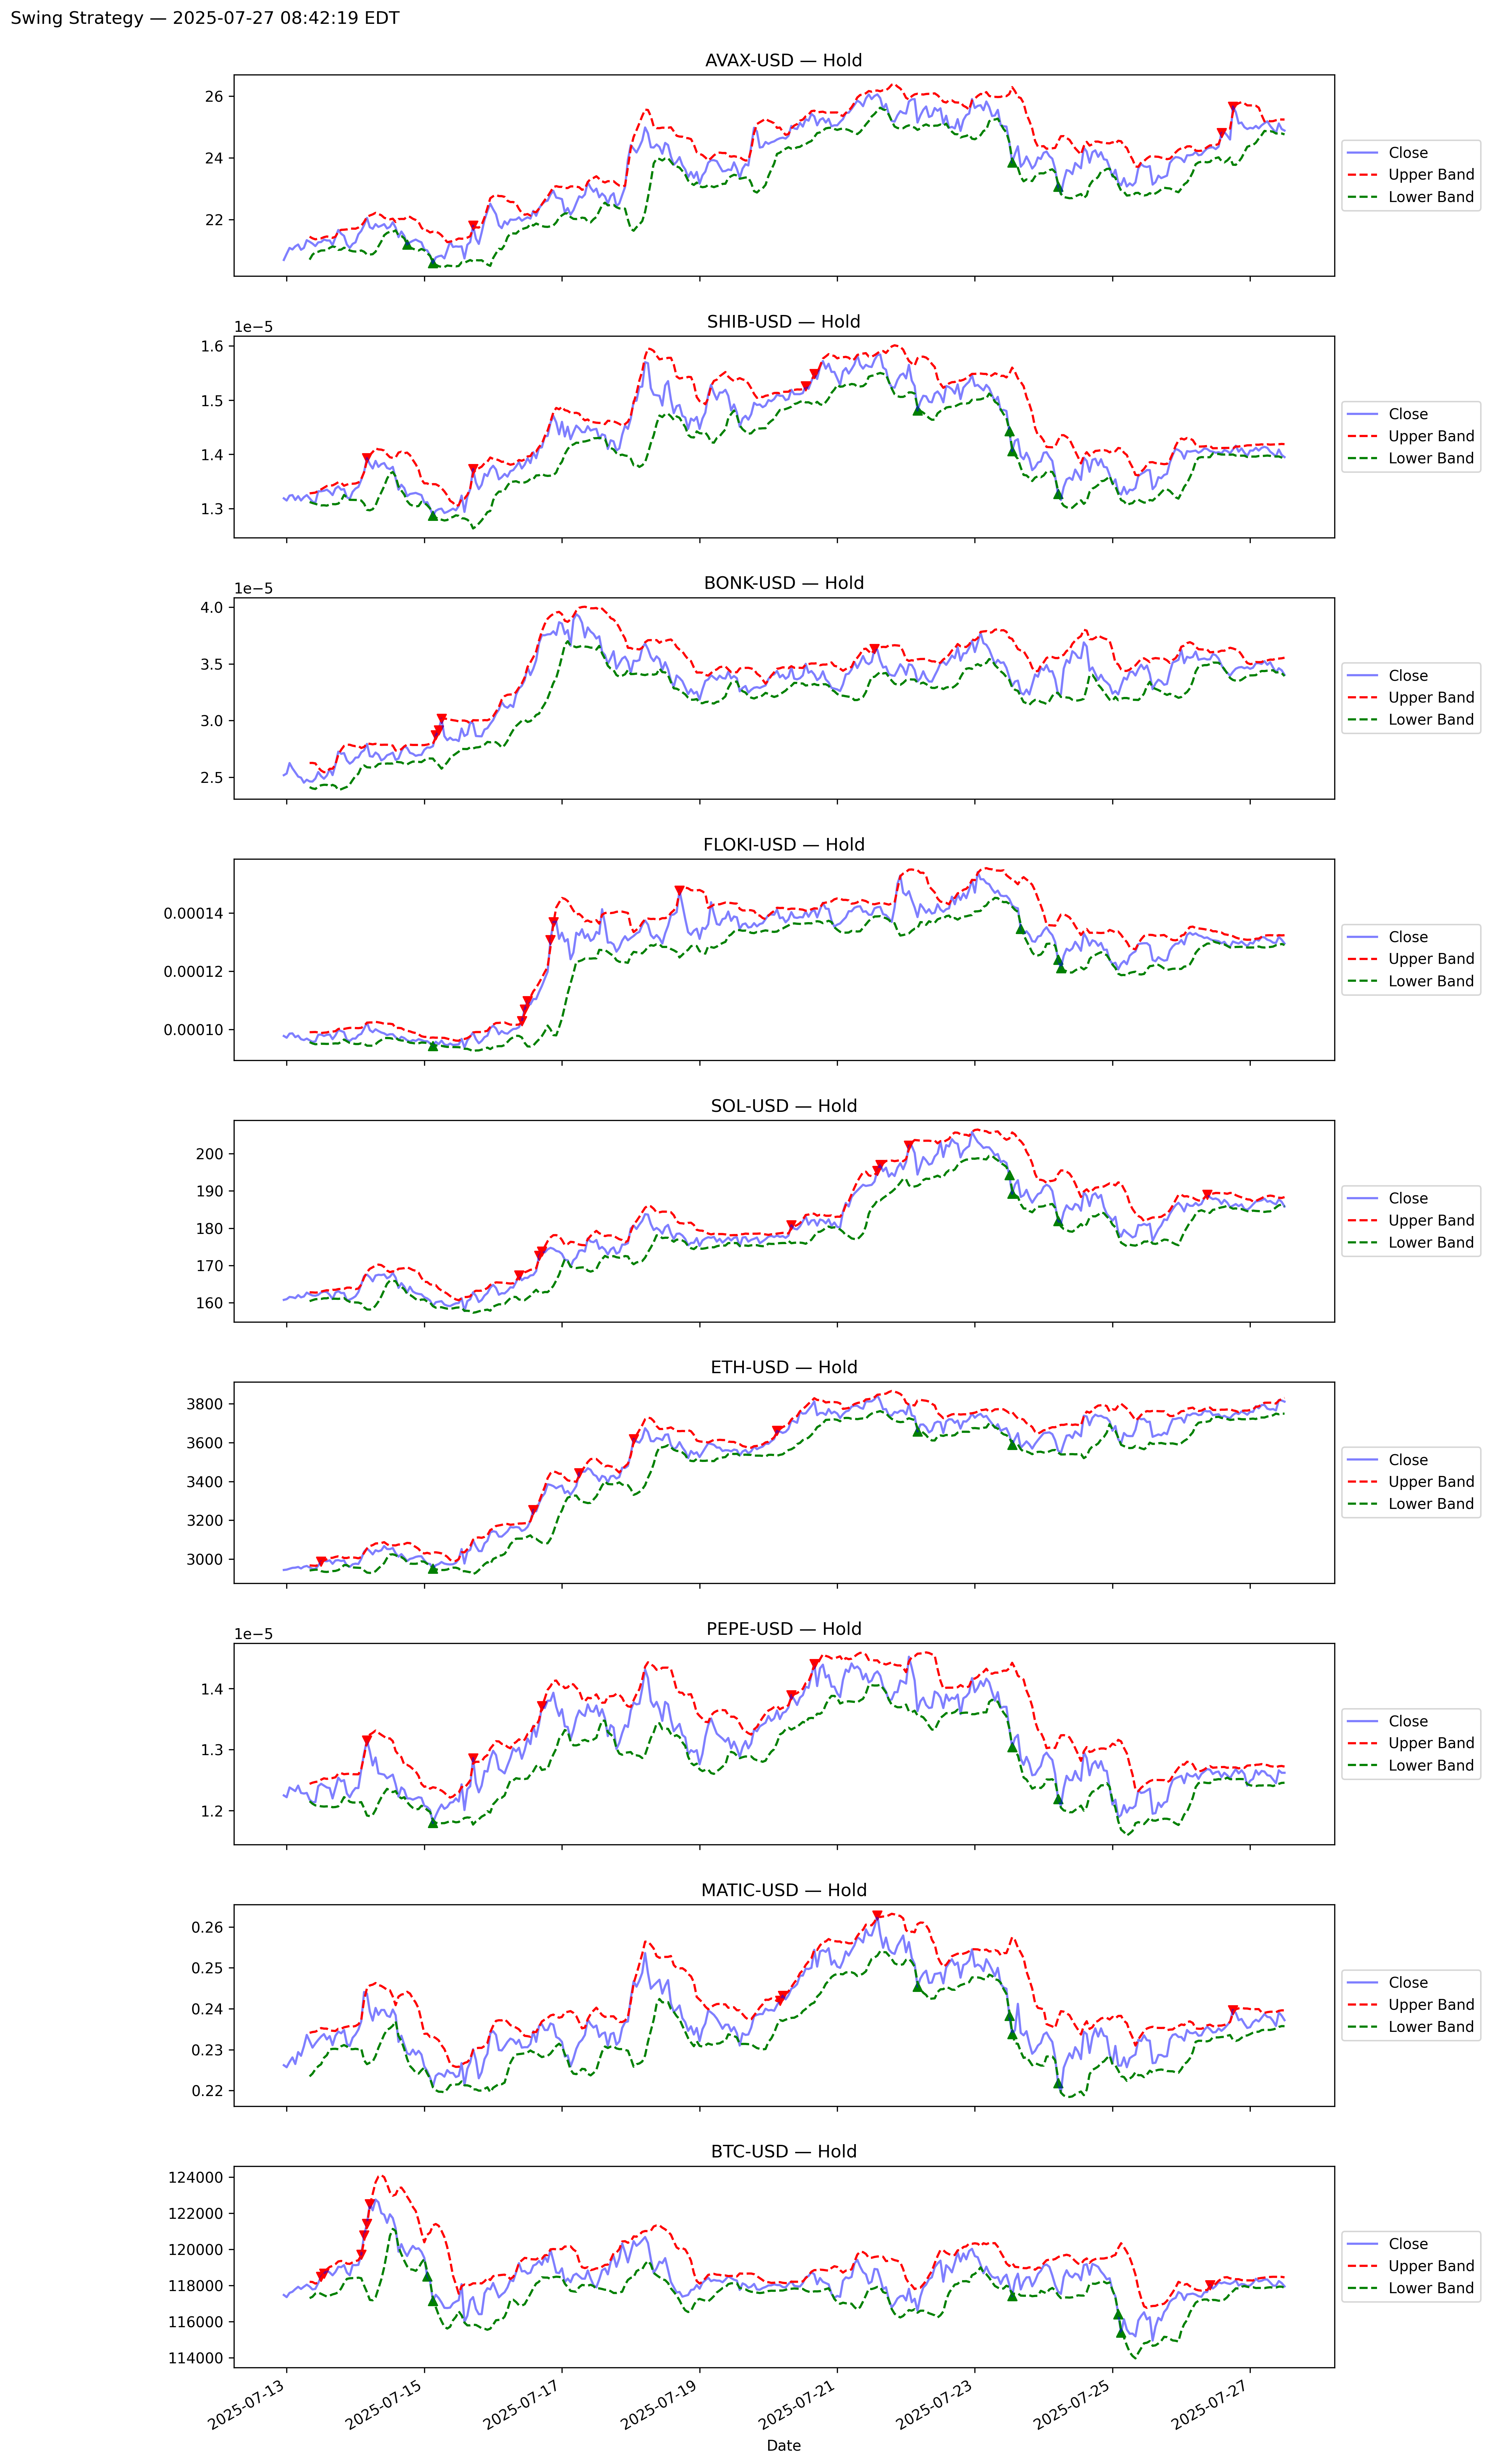 Swing Strategy — 2025-07-27 08:42:19 EDT
AVAX-USD — Hold
26
24
22
Close
Upper Band
Lower Band
SHIB-USD — Hold
1e−5
1.6
1.5
1.4
1.3
Close
Upper Band
Lower Band
BONK-USD — Hold
1e−5
4.0
3.5
3.0
2.5
Close
Upper Band
Lower Band
FLOKI-USD — Hold
0.00014
0.00012
0.00010
Close
Upper Band
Lower Band
SOL-USD — Hold
200
190
180
170
160
Close
Upper Band
Lower Band
ETH-USD — Hold
3800
3600
3400
3200
3000
Close
Upper Band
Lower Band
PEPE-USD — Hold
1e−5
1.4
1.3
1.2
Close
Upper Band
Lower Band
MATIC-USD — Hold
0.26
0.25
0.24
0.23
0.22
Close
Upper Band
Lower Band
BTC-USD — Hold
124000
122000
120000
118000
116000
114000
Close
Upper Band
Lower Band
2025-07-13
2025-07-15
2025-07-17
2025-07-19
2025-07-21
2025-07-23
2025-07-25
2025-07-27
Date